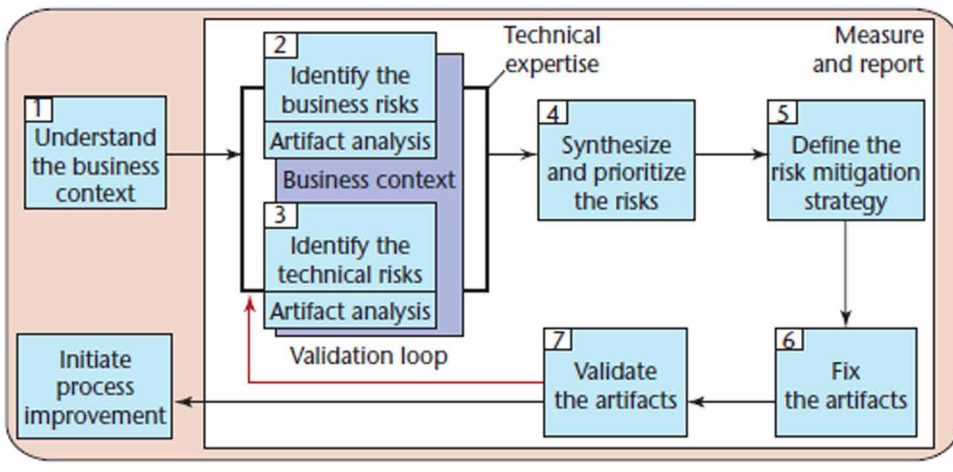 1
Understand
the business
context
2
Identify the
business risks
Artifact analysis
Business context
3
Identify the
technical risks
Artifact analysis
Validation loop
Technical
expertise
Measure
and report
4
Synthesize
and prioritize
the risks
5
Define the
risk mitigation
strategy
6
Fix
the artifacts
7
Validate
the artifacts
Initiate
process
improvement